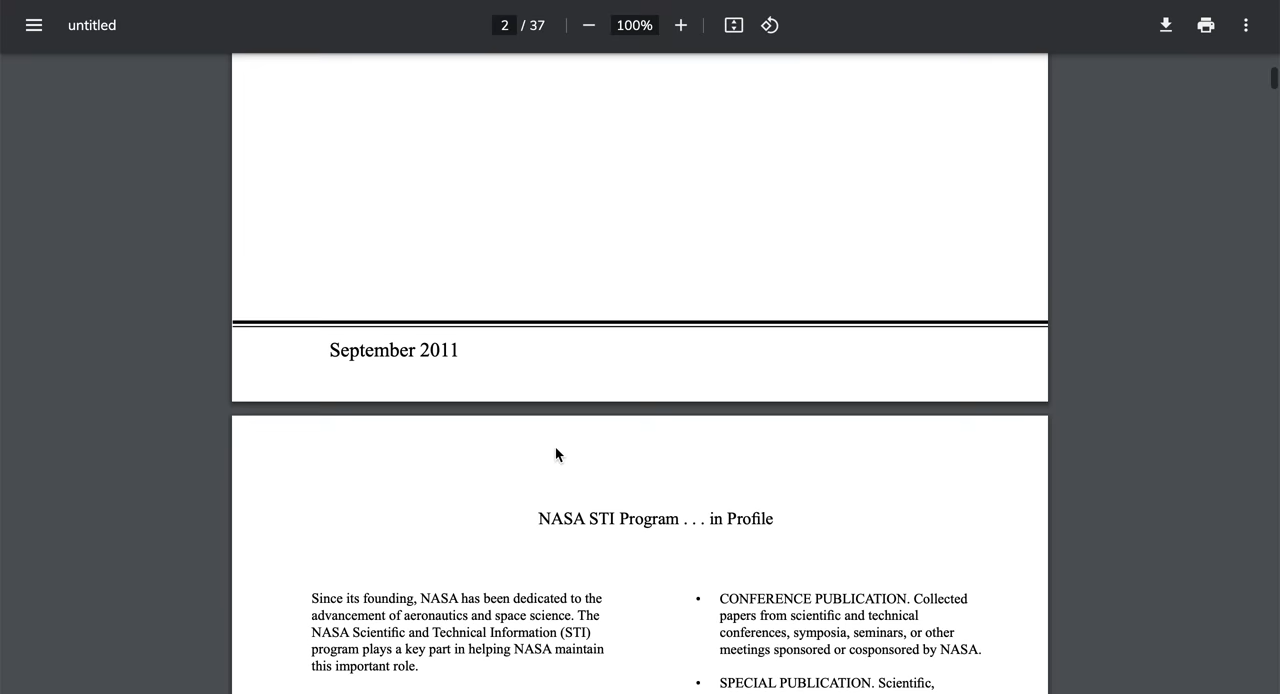 untitled
2 / 37
100%
September 2011
NASA STI Program . . . in Profile
Since its founding, NASA has been dedicated to the
advancement of aeronautics and space science. The
NASA Scientific and Technical Information (STI)
program plays a key part in helping NASA maintain
this important role.
• CONFERENCE PUBLICATION. Collected
papers from scientific and technical
conferences, symposia, seminars, or other
meetings sponsored or cosponsored by NASA.
• SPECIAL PUBLICATION. Scientific,